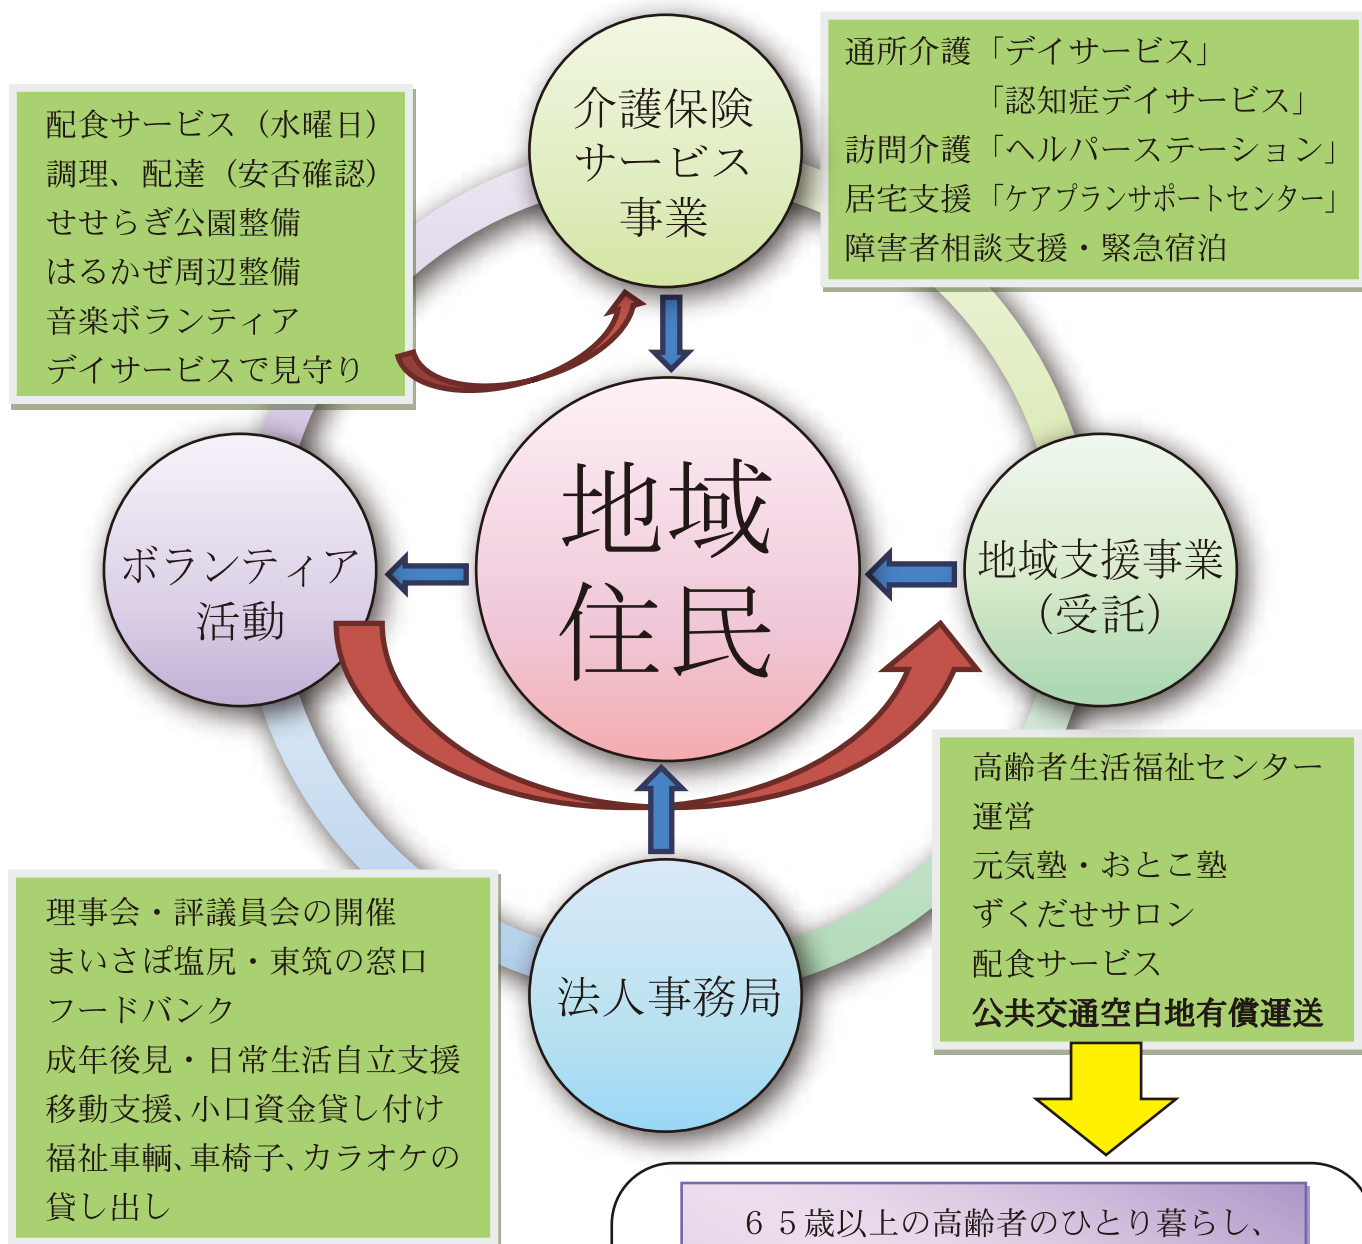 介護保険
サービス
事業
通所介護「デイサービス」
「認知症デイサービス」
訪問介護「ヘルパーステーション」
居宅支援「ケアプランサポートセンター」
障害者相談支援・緊急宿泊
配食サービス（水曜日）
調理、配達（安否確認）
せせらぎ公園整備
はるかぜ周辺整備
音楽ボランティア
デイサービスで見守り
地域
住民
ボランティア
活動
地域支援事業
（受託）
高齢者生活福祉センター
運営
元気塾・おとこ塾
ずくだせサロン
配食サービス
公共交通空白地有償運送
理事会・評議員会の開催
まいさぽ塩尻・東筑の窓口
フードバンク
成年後見・日常生活自立支援
移動支援、小口資金貸し付け
福祉車輌、車椅子、カラオケの
貸し出し
法人事務局
６５歳以上の高齢者のひとり暮らし、